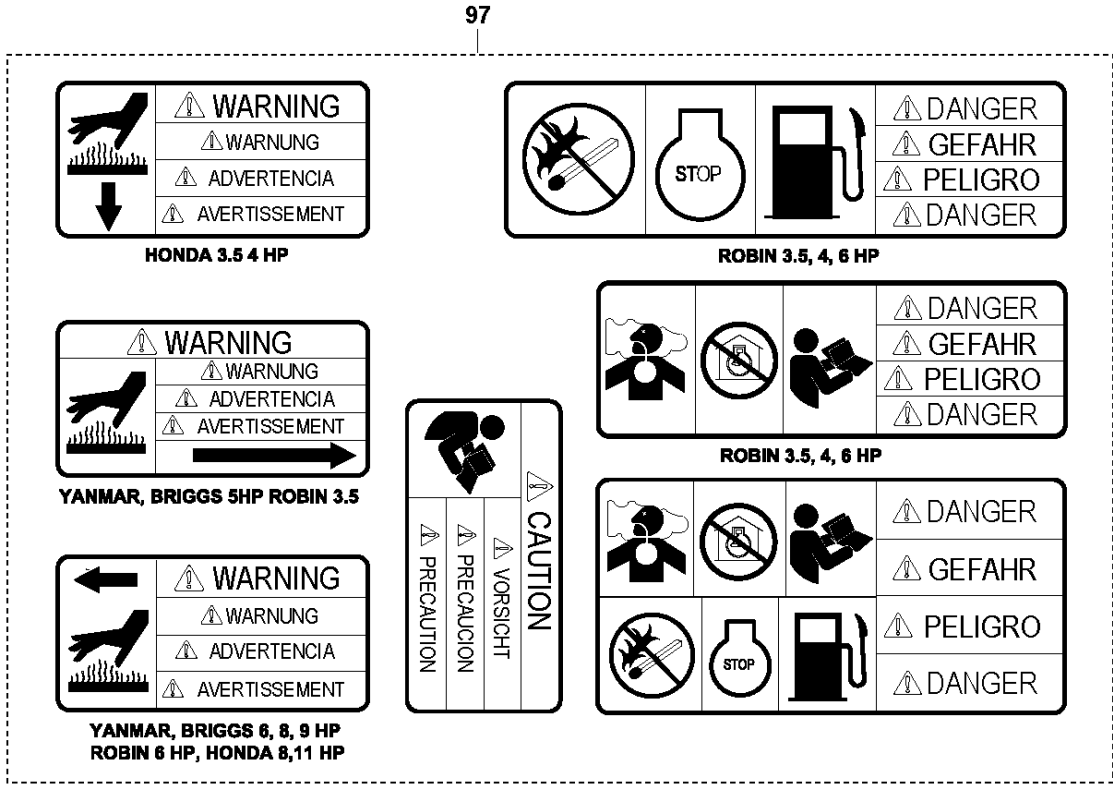 97
WARNING
WARNUNG
ADVERTENCIA
AVERTISSEMENT
HONDA 3.5 4 HP
STOP
DANGER
GEFAHR
PELIGRO
DANGER
ROBIN 3.5, 4, 6 HP
WARNING
WARNUNG
ADVERTENCIA
AVERTISSEMENT
YANMAR, BRIGGS 5HP ROBIN 3.5
DANGER
GEFAHR
PELIGRO
DANGER
ROBIN 3.5, 4, 6 HP
WARNING
WARNUNG
ADVERTENCIA
AVERTISSEMENT
YANMAR, BRIGGS 6, 8, 9 HP
ROBIN 6 HP, HONDA 8,11 HP
CAUTION
VORSICHT
PRECAUCION
PRECAUTION
STOP
DANGER
GEFAHR
PELIGRO
DANGER